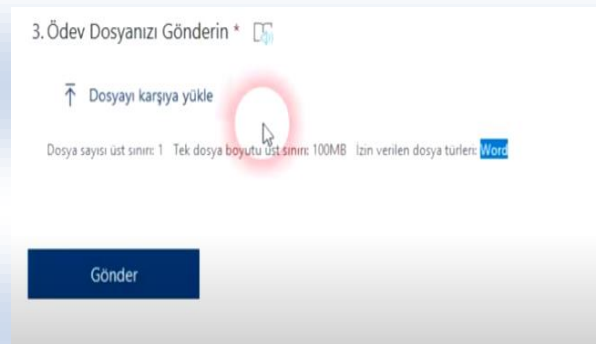 3. Ödev Dosyanızı Gönderin *
Dosyayı karşıya yükle
Dosya sayısı üst sınırı: 1 Tek dosya boyutu üst sınırı: 100MB İzin verilen dosya türleri: Word
Gönder